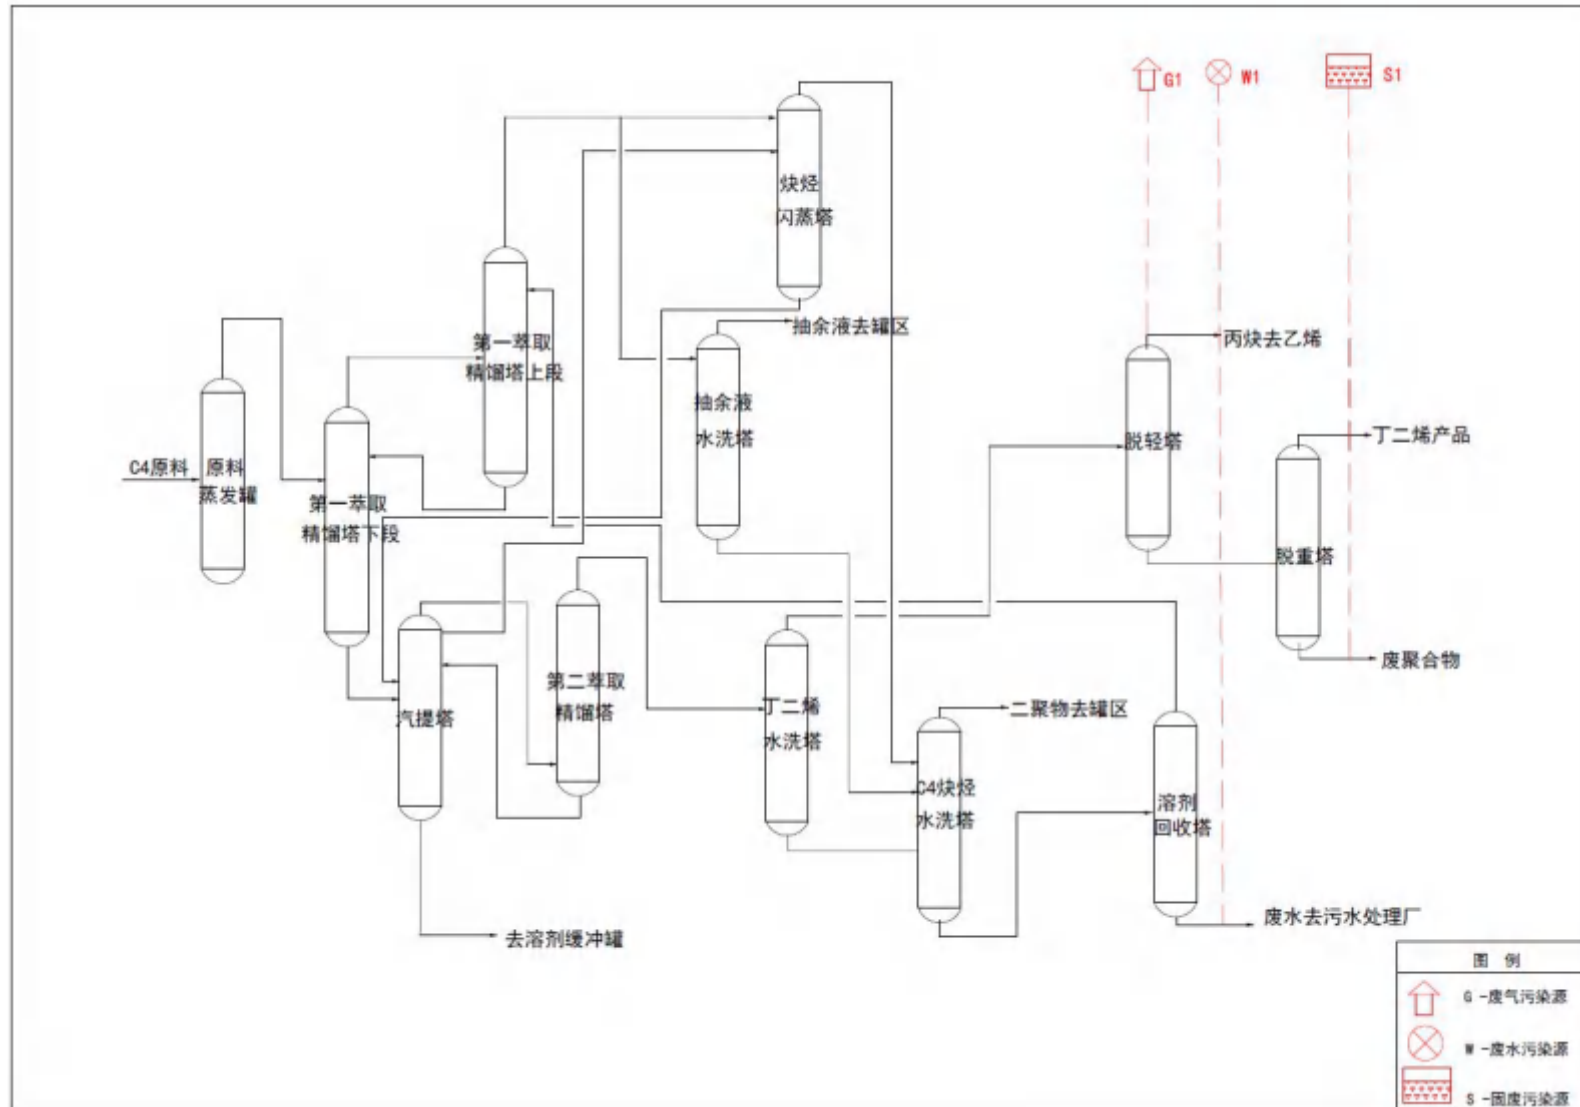 G1
W1
S1
炔烃
闪蒸塔
抽余液去罐区
丙炔去乙烯
第一萃取
精馏塔上段
抽余液
水洗塔
脱轻塔
丁二烯产品
C4原料
原料
蒸发罐
第一萃取
精馏塔下段
脱重塔
废聚合物
第二萃取
精馏塔
汽提塔
丁二烯
水洗塔
二聚物去罐区
C4炔烃
水洗塔
溶剂
回收塔
废水去污水处理厂
去溶剂缓冲罐
图 例
G -废气污染源
W -废水污染源
S -固废污染源